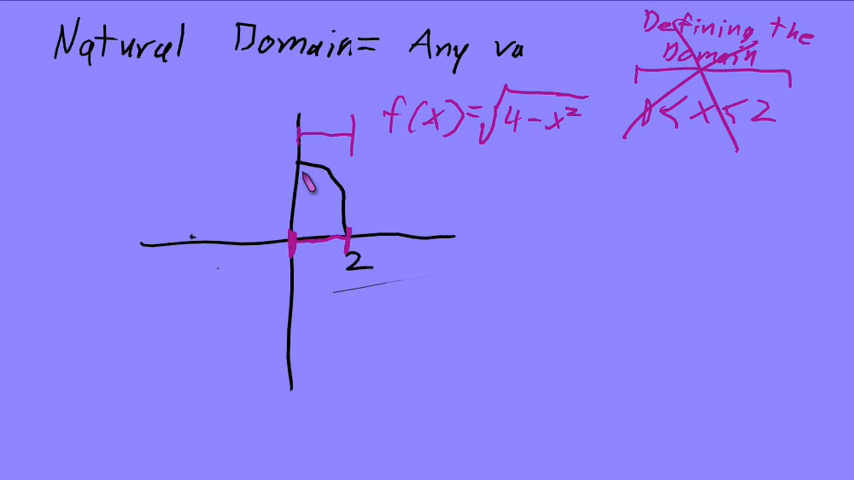 Natural Domain= Any va
Defining the
Domain
f(x)=√4-x²
0<x<2
2